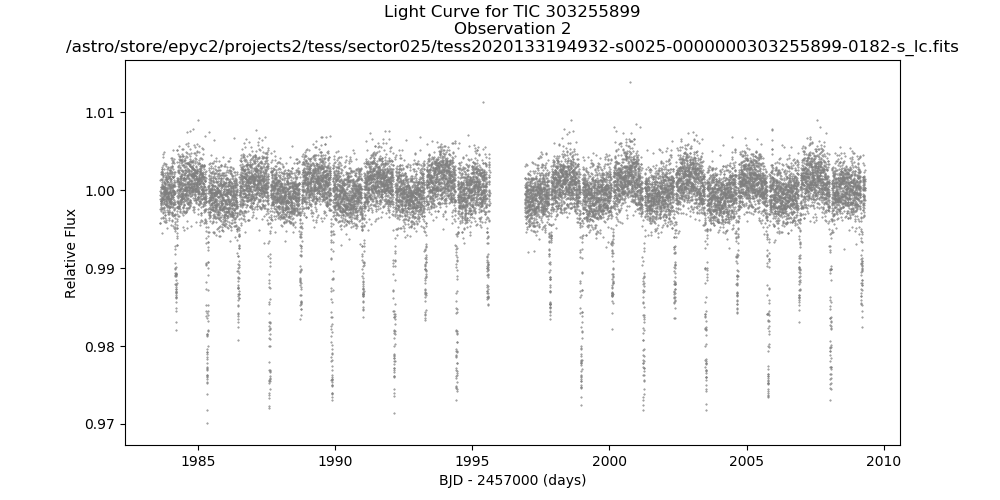 Light Curve for TIC 303255899
Observation 2
/astro/store/epyc2/projects2/tess/sector025/tess2020133194932-s0025-0000000303255899-0182-s_lc.fits
1.01
1.00
0.99
0.98
0.97
Relative Flux
1985
1990
1995
2000
2005
2010
BJD - 2457000 (days)